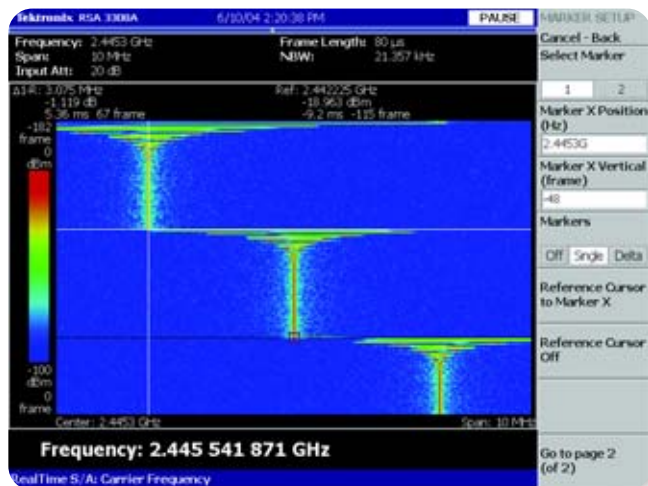 Tektronix RSA 3308A 6/10/04 2:20:38 PM PAUSE
MARKER SETUP
Frequency: 2.4453 GHz Frame Length: 80 µs
Span: 10 MHz NBW: 21.357 kHz
Input Att: 20 dB
Cancel - Back
Select Marker
1 2
Marker X Position
(Hz)
2.4453G
Marker X Vertical
(frame)
-48
Markers
Off Single Delta
Reference Cursor
to Marker X
Reference Cursor
Off
Go to page 2
(of 2)
Δ1-R: 3.075 MHz Ref: 2.442225 GHz
-1.119 dB -18.963 dBm
5.36 ms 67 frame -9.2 ms -115 frame
-182
frame
0
dBm
-100
dBm
0
frame
Center: 2.4453 GHz Span: 10 MHz
Frequency: 2.445 541 871 GHz
RealTime S/A: Carrier Frequency